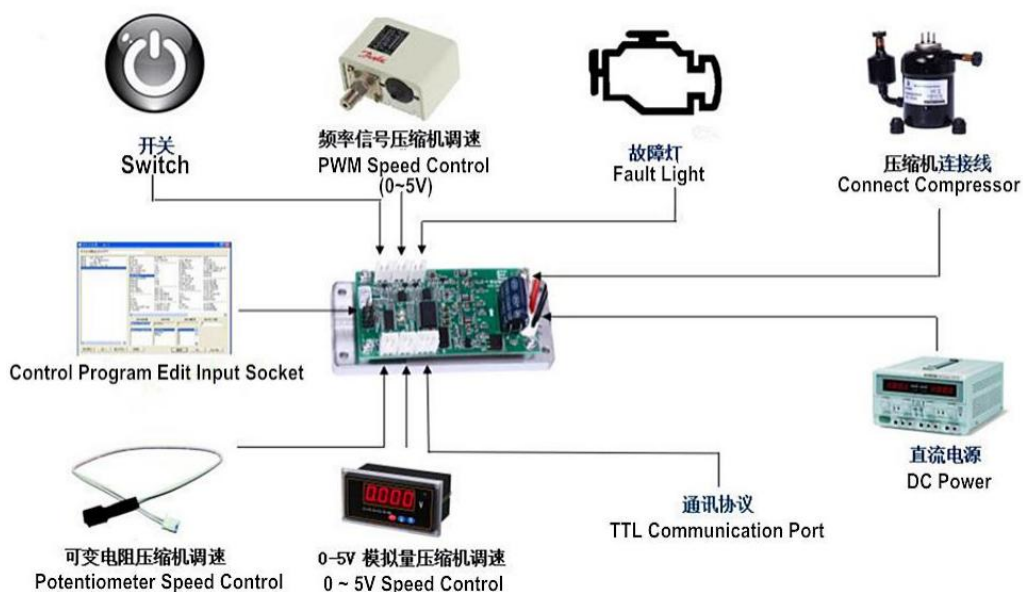 开关
Switch
Danfoss
频率信号压缩机调速
PWM Speed Control
(0~5V)
故障灯
Fault Light
压缩机连接线
Connect Compressor
Control Program Edit Input Socket
直流电源
DC Power
可变电阻压缩机调速
Potentiometer Speed Control
0.000
V
0-5V 模拟量压缩机调速
0 ~ 5V Speed Control
通讯协议
TTL Communication Port